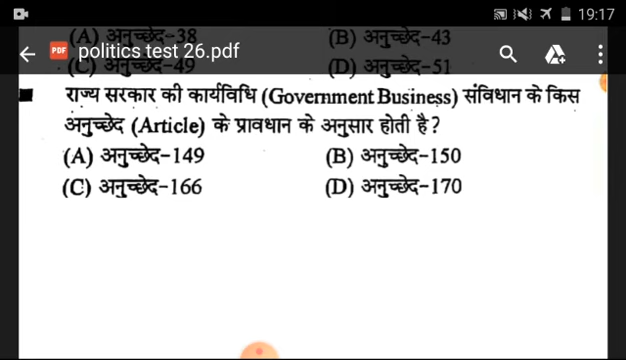 19:17
(A) अनुच्छेद-38 (B) अनुच्छेद-43
politics test 26.pdf
PDF
(C) अनुच्छेद-49 (D) अनुच्छेद-51
राज्य सरकार की कार्यविधि (Government Business) संविधान के किस
अनुच्छेद (Article) के प्रावधान के अनुसार होती है?
(A) अनुच्छेद-149 (B) अनुच्छेद-150
(C) अनुच्छेद-166 (D) अनुच्छेद-170